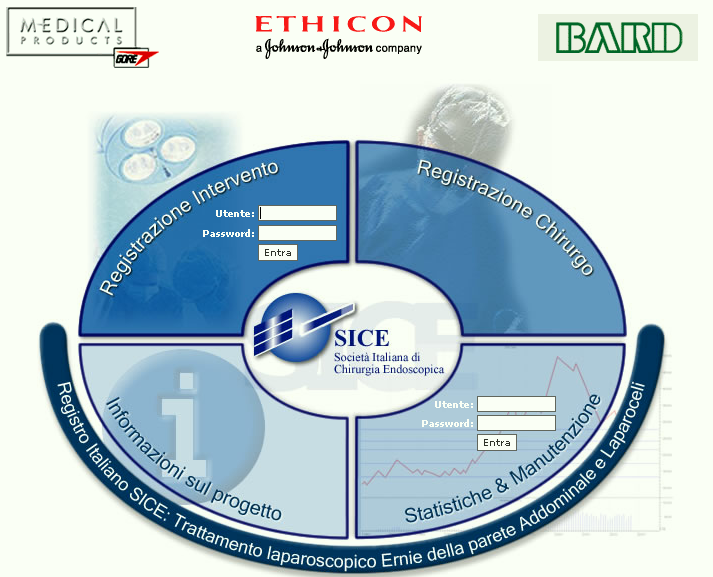 MEDICAL
PRODUCTS
GORE
ETHICON
a Johnson & Johnson company
BARD
Registrazione Intervento
Utente:
Password:
Entra
Registrazione Chirurgo
SICE
SICE
Società Italiana di
Chirurgia Endoscopica
i
Informazioni sul progetto
Utente:
Password:
Entra
Statistiche & Manutenzione
Registro Italiano SICE: Trattamento laparoscopico Ernie della parete Addominale e Laparoceli